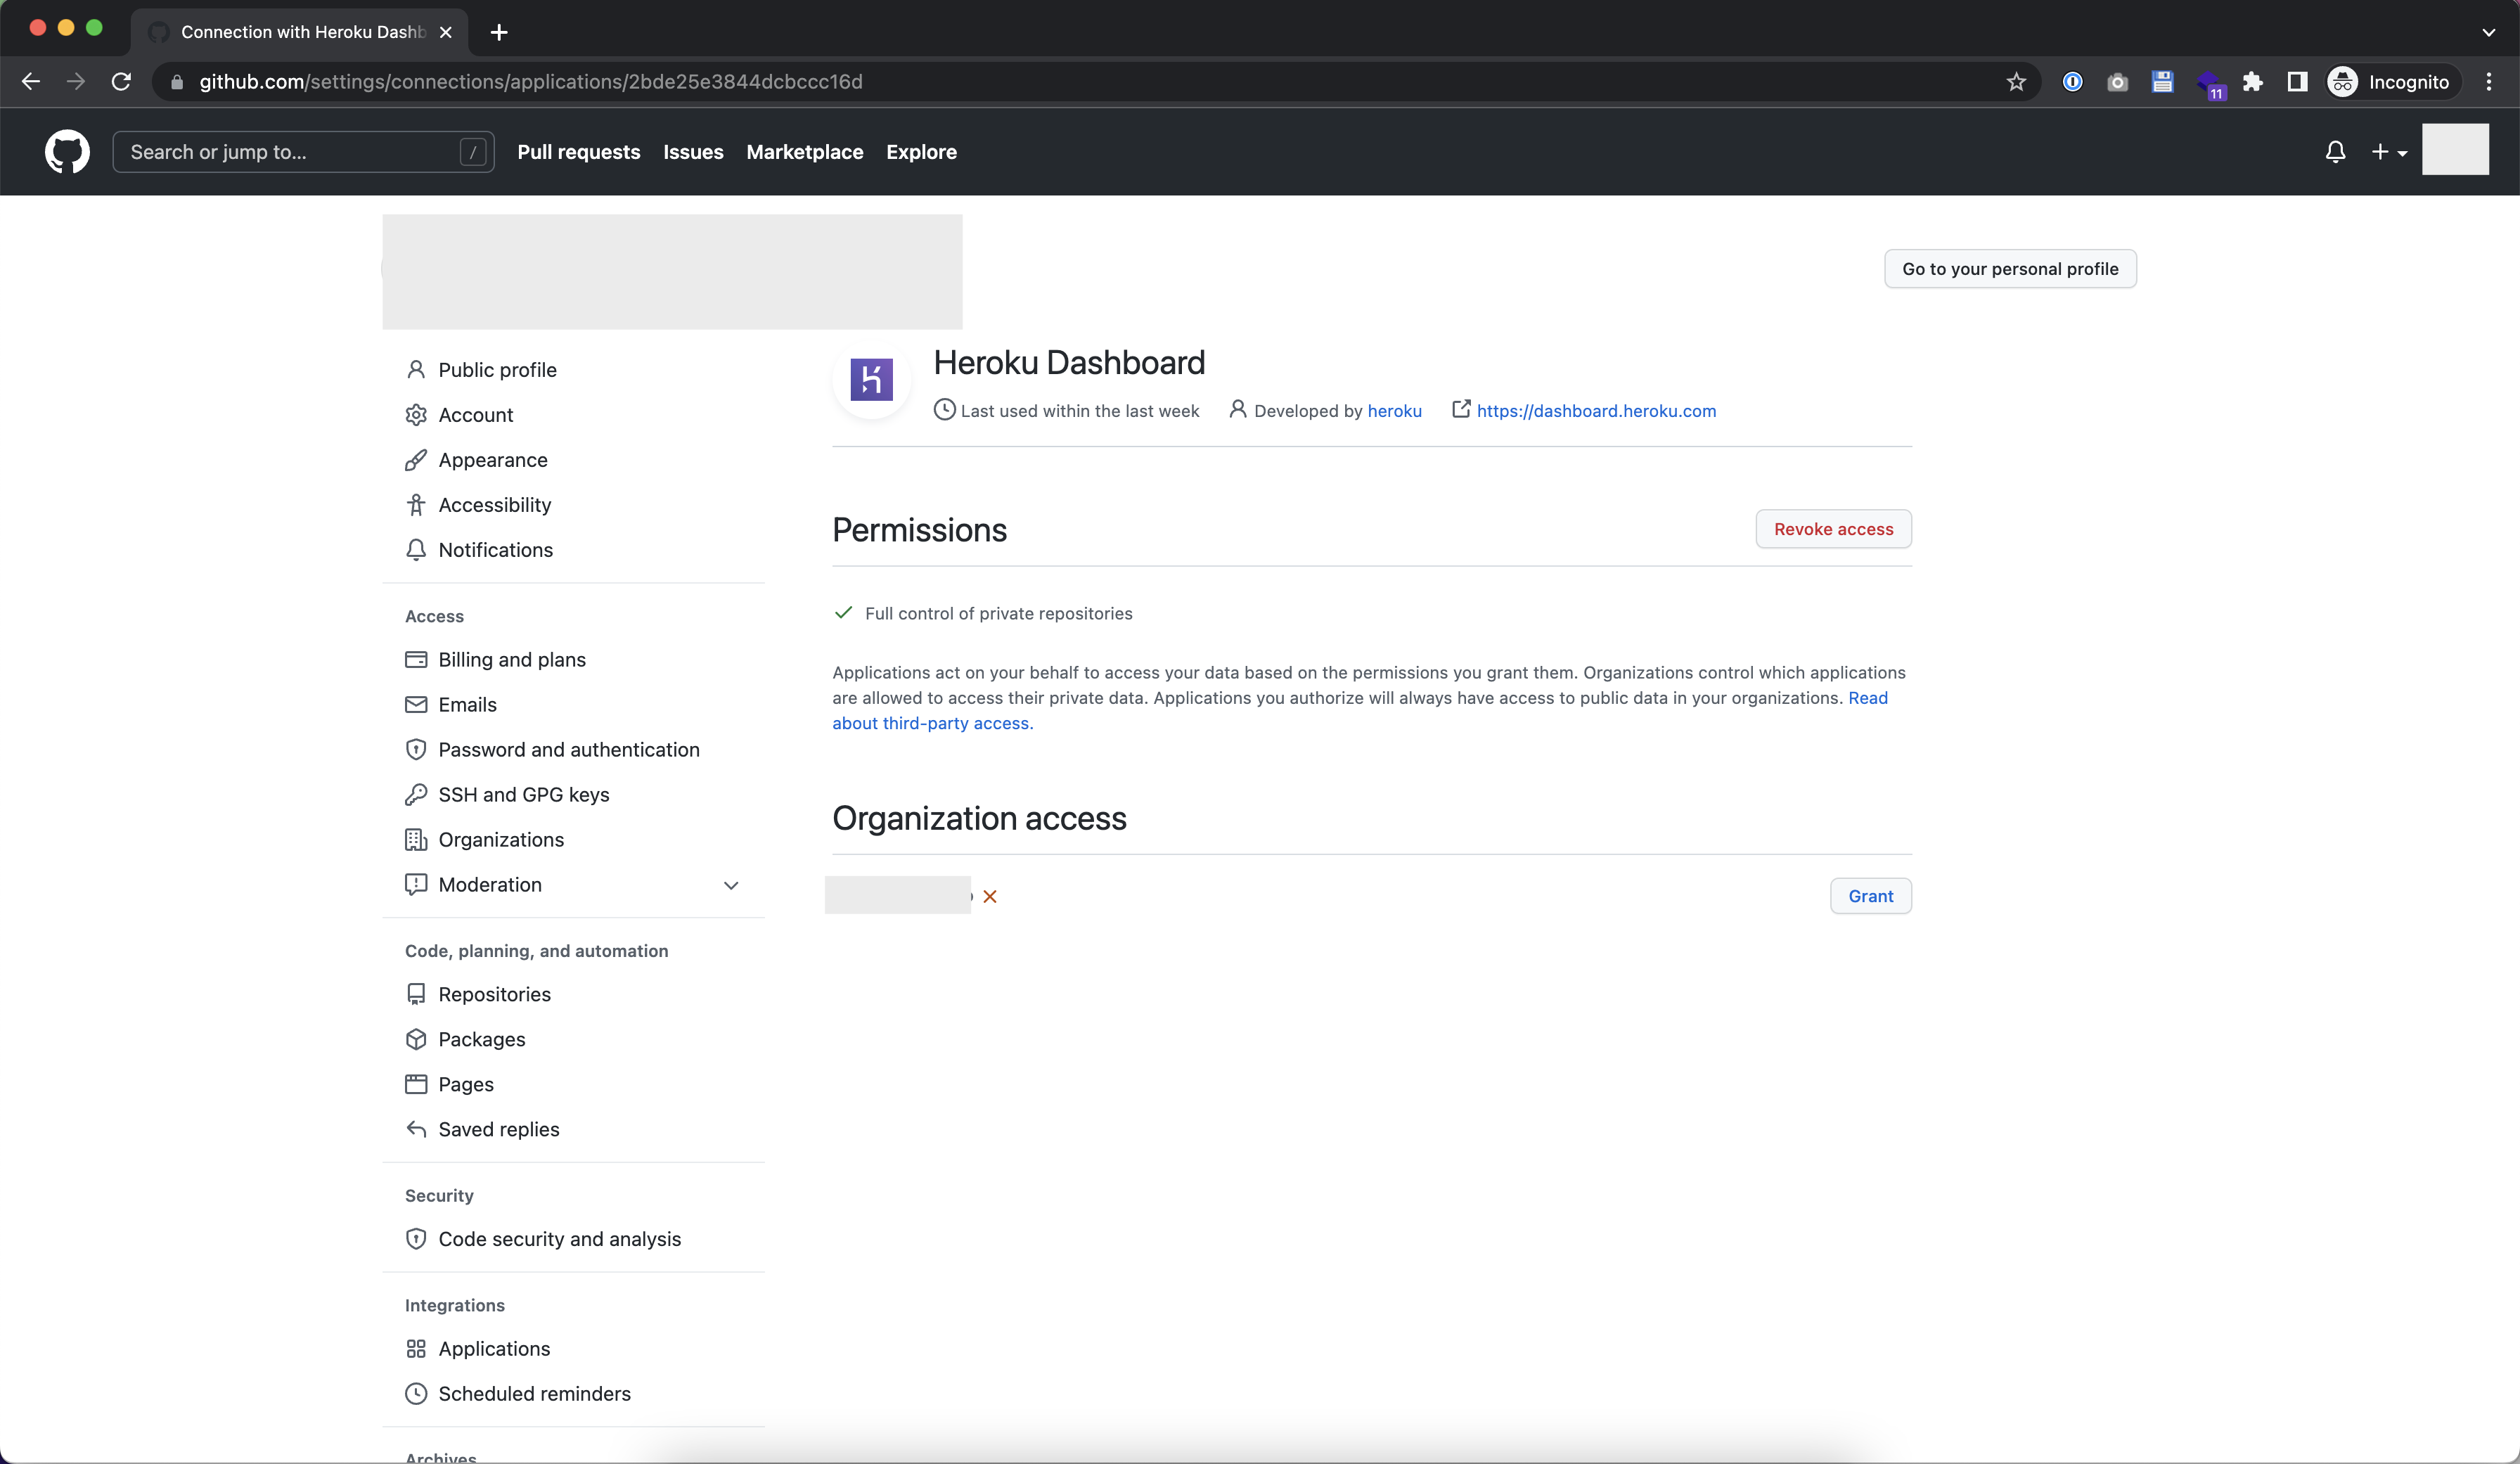 Connection with Heroku Dashb
github.com/settings/connections/applications/2bde25e3844dcbccc16d
11
Incognito
Search or jump to...
/
Pull requests
Issues
Marketplace
Explore
Go to your personal profile
Public profile
Account
Appearance
Accessibility
Notifications
Access
Billing and plans
Emails
Password and authentication
SSH and GPG keys
Organizations
Moderation
Code, planning, and automation
Repositories
Packages
Pages
Saved replies
Security
Code security and analysis
Integrations
Applications
Scheduled reminders
Archives
Heroku Dashboard
Last used within the last week
Developed by heroku
https://dashboard.heroku.com
Permissions
Revoke access
Full control of private repositories
Applications act on your behalf to access your data based on the permissions you grant them. Organizations control which applications
are allowed to access their private data. Applications you authorize will always have access to public data in your organizations. Read
about third-party access.
Organization access
Grant